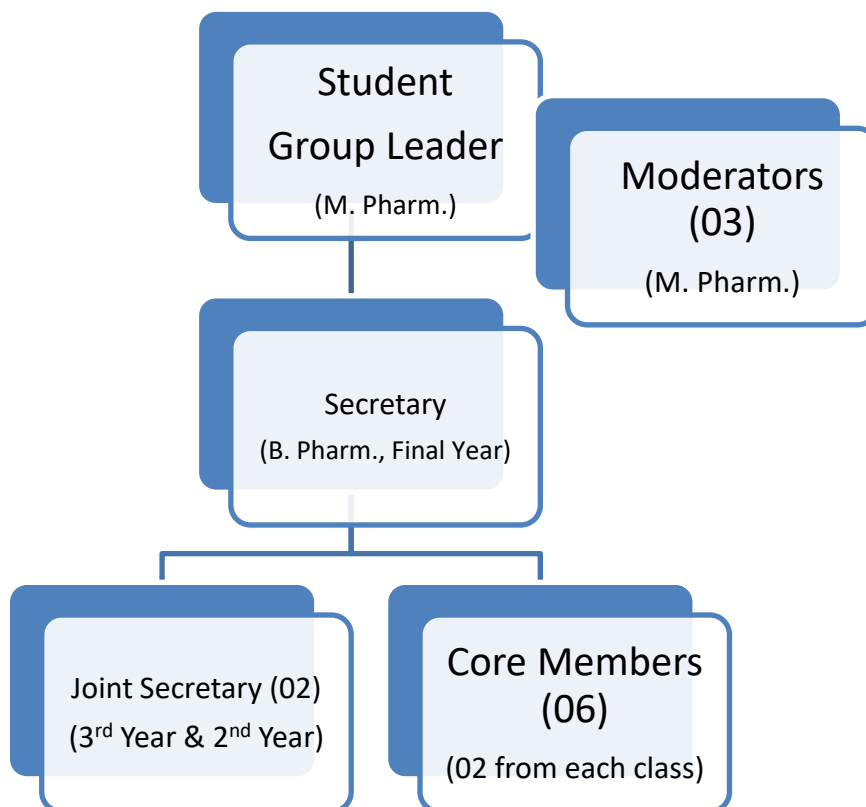 Student
Group Leader
(M. Pharm.)
Moderators
(03)
(M. Pharm.)
Secretary
(B. Pharm., Final Year)
Joint Secretary (02)
(3rd Year & 2nd Year)
Core Members
(06)
(02 from each class)